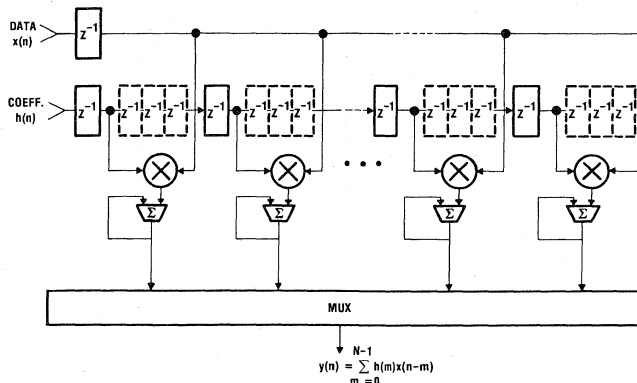 DATA
x(n)
z⁻¹
COEFF.
h(n)
z⁻¹ z⁻¹ z⁻¹ z⁻¹ z⁻¹ z⁻¹ z⁻¹ z⁻¹ z⁻¹ z⁻¹ z⁻¹ z⁻¹ z⁻¹ z⁻¹ z⁻¹ z⁻¹
• • •
Σ Σ Σ Σ
MUX
N-1
y(n) = Σ h(m)x(n-m)
m = 0